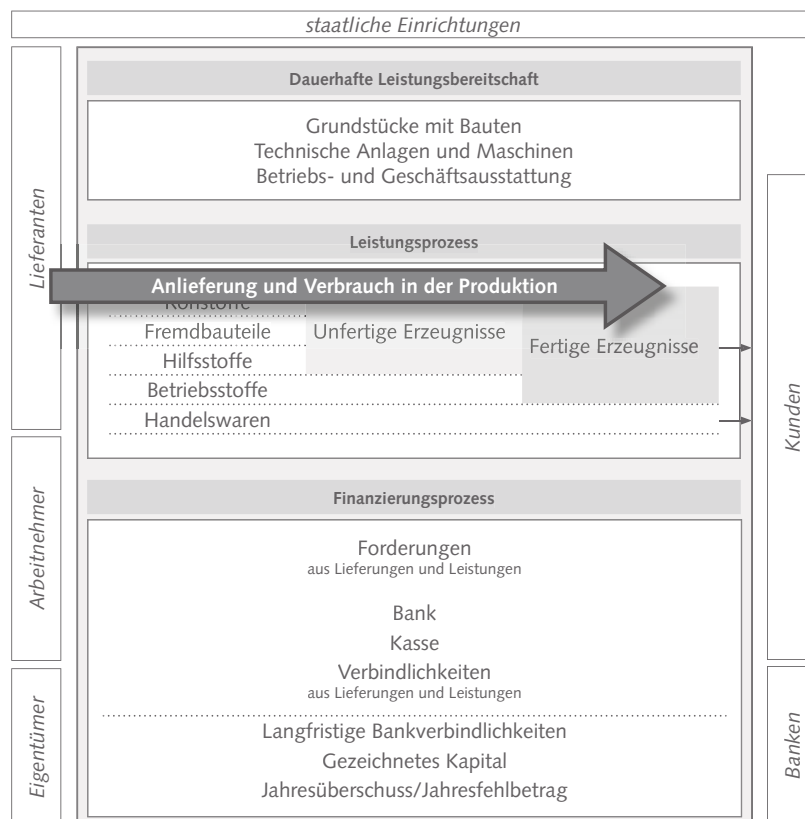 staatliche Einrichtungen
Lieferanten
Arbeitnehmer
Eigentümer
Dauerhafte Leistungsbereitschaft
Grundstücke mit Bauten
Technische Anlagen und Maschinen
Betriebs- und Geschäftsausstattung
Leistungsprozess
Anlieferung und Verbrauch in der Produktion
Rohstoffe
Fremdbauteile
Hilfsstoffe
Betriebsstoffe
Handelswaren
Unfertige Erzeugnisse
Fertige Erzeugnisse
Finanzierungsprozess
Forderungen
aus Lieferungen und Leistungen
Bank
Kasse
Verbindlichkeiten
aus Lieferungen und Leistungen
Langfristige Bankverbindlichkeiten
Gezeichnetes Kapital
Jahresüberschuss/Jahresfehlbetrag
Kunden
Banken